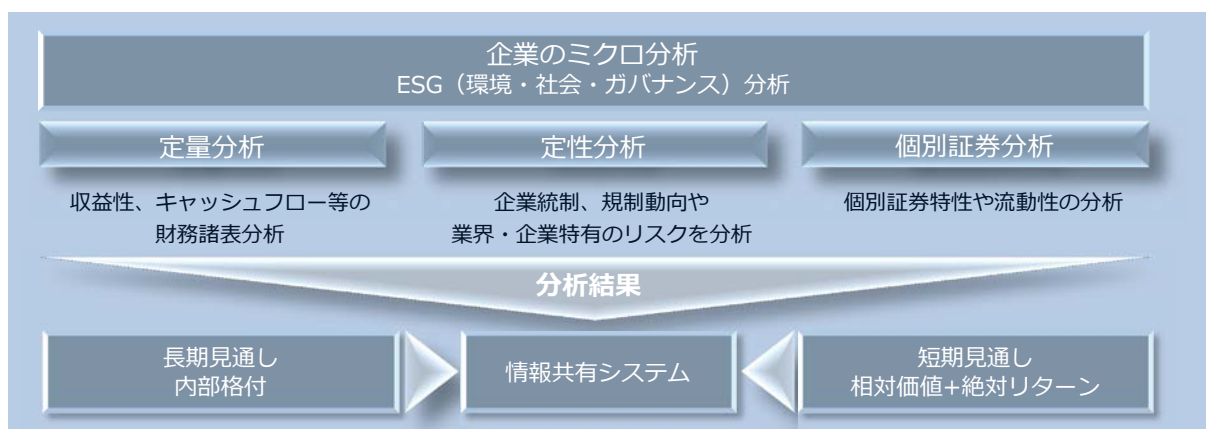 企業のミクロ分析
ESG（環境・社会・ガバナンス）分析
定量分析
収益性、キャッシュフロー等の
財務諸表分析
定性分析
企業統制、規制動向や
業界・企業特有のリスクを分析
個別証券分析
個別証券特性や流動性の分析
分析結果
長期見通し
内部格付
情報共有システム
短期見通し
相対価値+絶対リターン